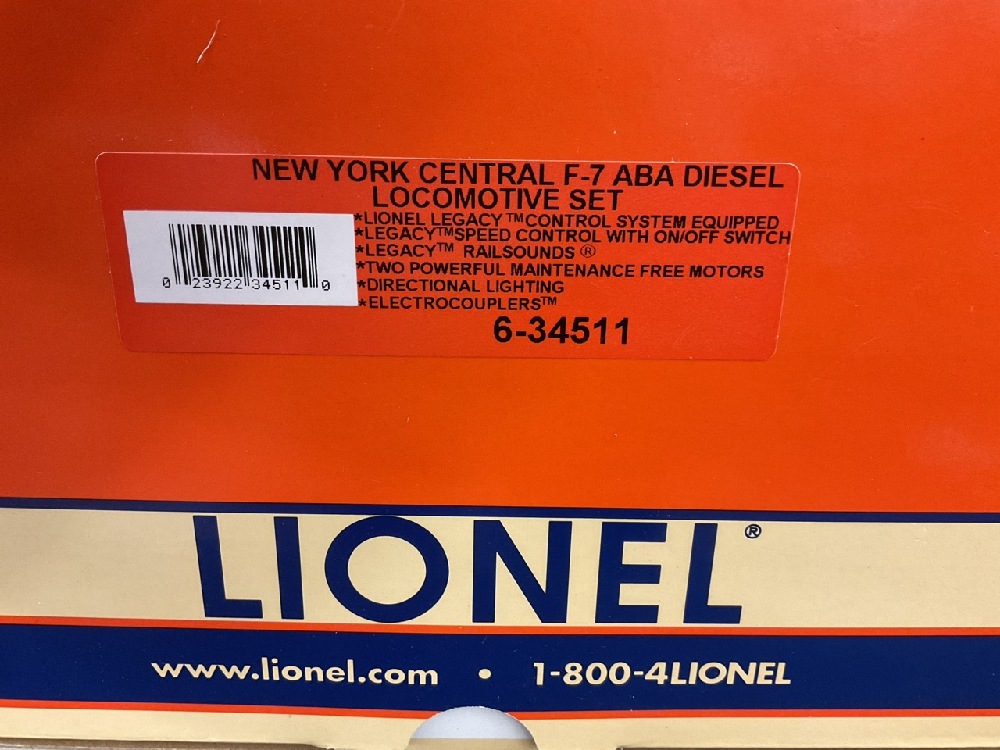 NEW YORK CENTRAL F-7 ABA DIESEL
LOCOMOTIVE SET
*LIONEL LEGACY™CONTROL SYSTEM EQUIPPED
*LEGACY™SPEED CONTROL WITH ON/OFF SWITCH
*LEGACY™ RAILSOUNDS ®
*TWO POWERFUL MAINTENANCE FREE MOTORS
*DIRECTIONAL LIGHTING
*ELECTROCOUPLERS™
6-34511
0 23922 34511 0
LIONEL®
www.lionel.com • 1-800-4LIONEL